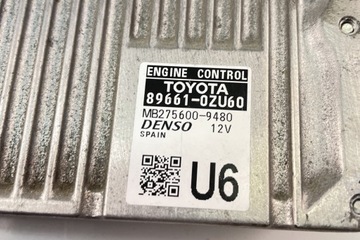 ENGINE CONTROL
TOYOTA
89661-0ZU60
MB275600-9480
DENSO 12V
SPAIN
U6